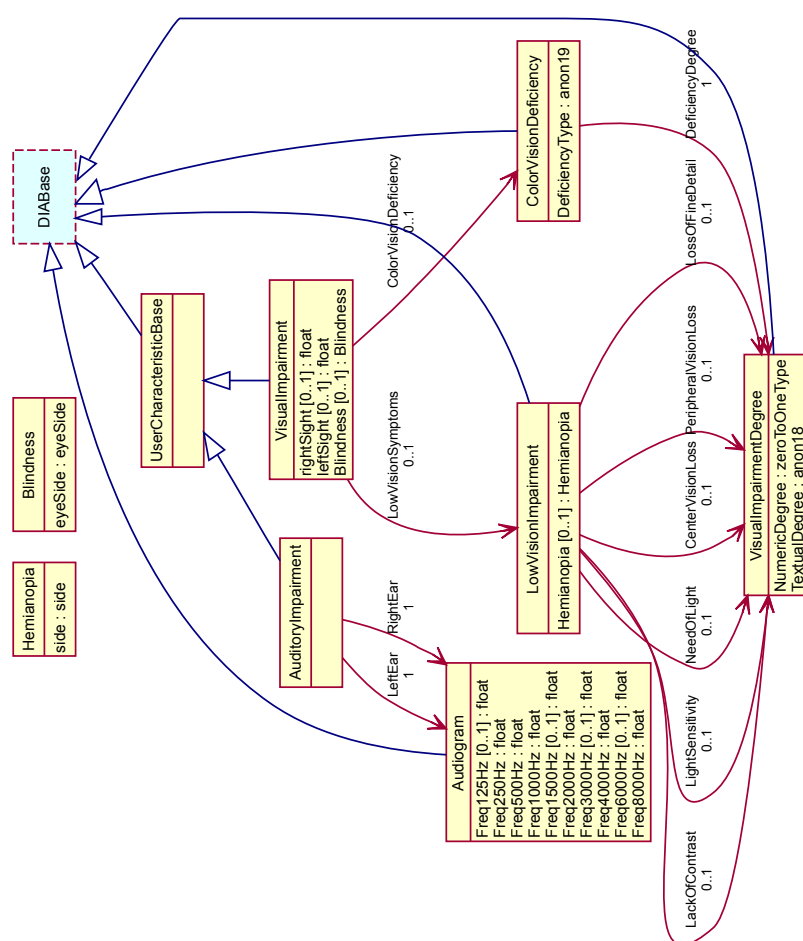 DIABase
Hemianopia
side : side
Blindness
eyeSide : eyeSide
UserCharacteristicBase
AuditoryImpairment
VisualImpairment
rightSight [0..1] : float
leftSight [0..1] : float
Blindness [0..1] : Blindness
RightEar
1
LeftEar
1
ColorVisionDeficiency
0..1
LowVisionSymptoms
0..1
Audiogram
Freq125Hz [0..1] : float
Freq250Hz : float
Freq500Hz : float
Freq1000Hz : float
Freq1500Hz [0..1] : float
Freq2000Hz : float
Freq3000Hz [0..1] : float
Freq4000Hz : float
Freq6000Hz [0..1] : float
Freq8000Hz : float
LowVisionImpairment
Hemianopia [0..1] : Hemianopia
ColorVisionDeficiency
DeficiencyType : anon19
LackOfContrast
0..1
LightSensitivity
0..1
NeedOfLight
0..1
CenterVisionLoss
0..1
PeripheralVisionLoss
0..1
LossOfFineDetail
0..1
DeficiencyDegree
1
VisualImpairmentDegree
NumericDegree : zeroToOneType
TextualDegree : anon18